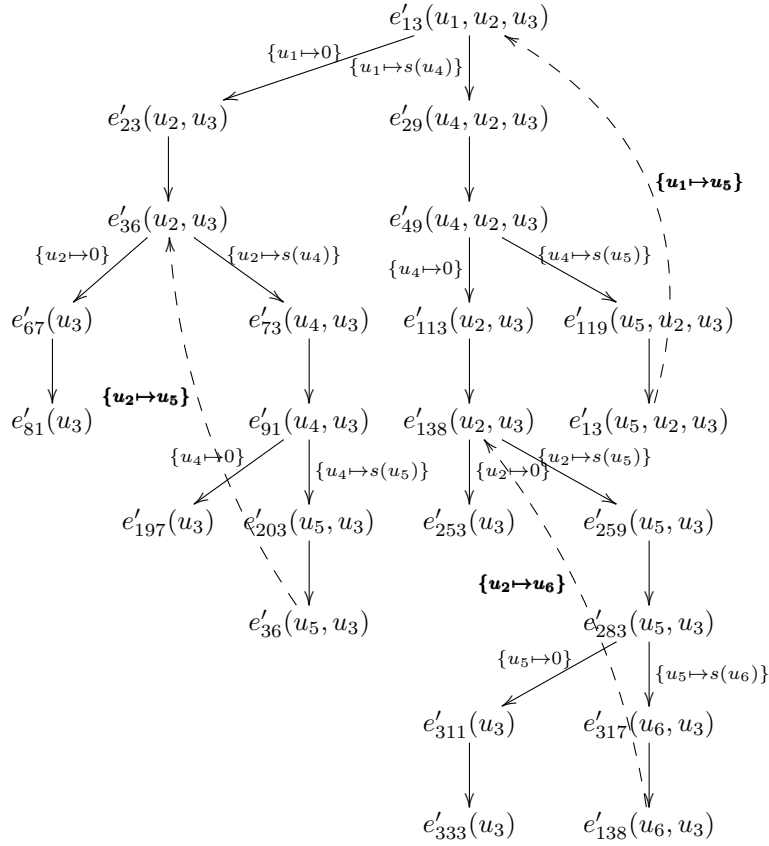 e′₁₃(u₁, u₂, u₃)
{u₁↦0} {u₁↦s(u₄)}
e′₂₃(u₂, u₃) e′₂₉(u₄, u₂, u₃)
{u₁↦u₅}
e′₃₆(u₂, u₃) e′₄₉(u₄, u₂, u₃)
{u₂↦0} {u₂↦s(u₄)} {u₄↦0} {u₄↦s(u₅)}
e′₆₇(u₃) e′₇₃(u₄, u₃) e′₁₁₃(u₂, u₃) e′₁₁₉(u₅, u₂, u₃)
{u₂↦u₅}
e′₈₁(u₃) e′₉₁(u₄, u₃) e′₁₃₈(u₂, u₃) e′₁₃(u₅, u₂, u₃)
{u₄↦0} {u₄↦s(u₅)} {u₂↦0} {u₂↦s(u₅)}
e′₁₉₇(u₃) e′₂₀₃(u₅, u₃) e′₂₅₃(u₃) e′₂₅₉(u₅, u₃)
{u₂↦u₆}
e′₃₆(u₅, u₃) e′₂₈₃(u₅, u₃)
{u₅↦0} {u₅↦s(u₆)}
e′₃₁₁(u₃) e′₃₁₇(u₆, u₃)
e′₃₃₃(u₃) e′₁₃₈(u₆, u₃)